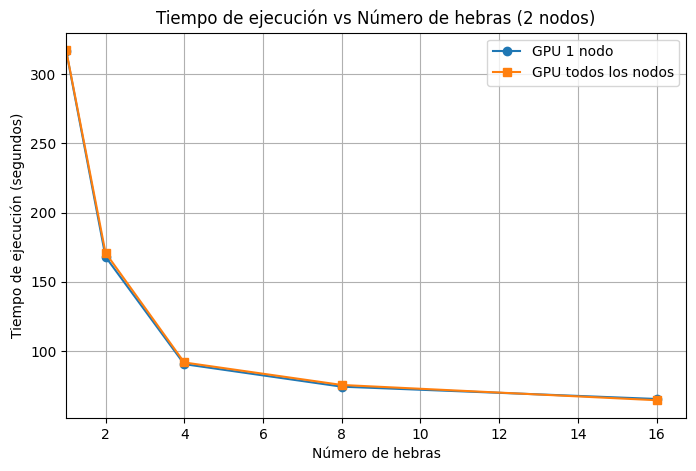 Tiempo de ejecución vs Número de hebras (2 nodos)
GPU 1 nodo
GPU todos los nodos
Tiempo de ejecución (segundos)
300
250
200
150
100
2 4 6 8 10 12 14 16
Número de hebras